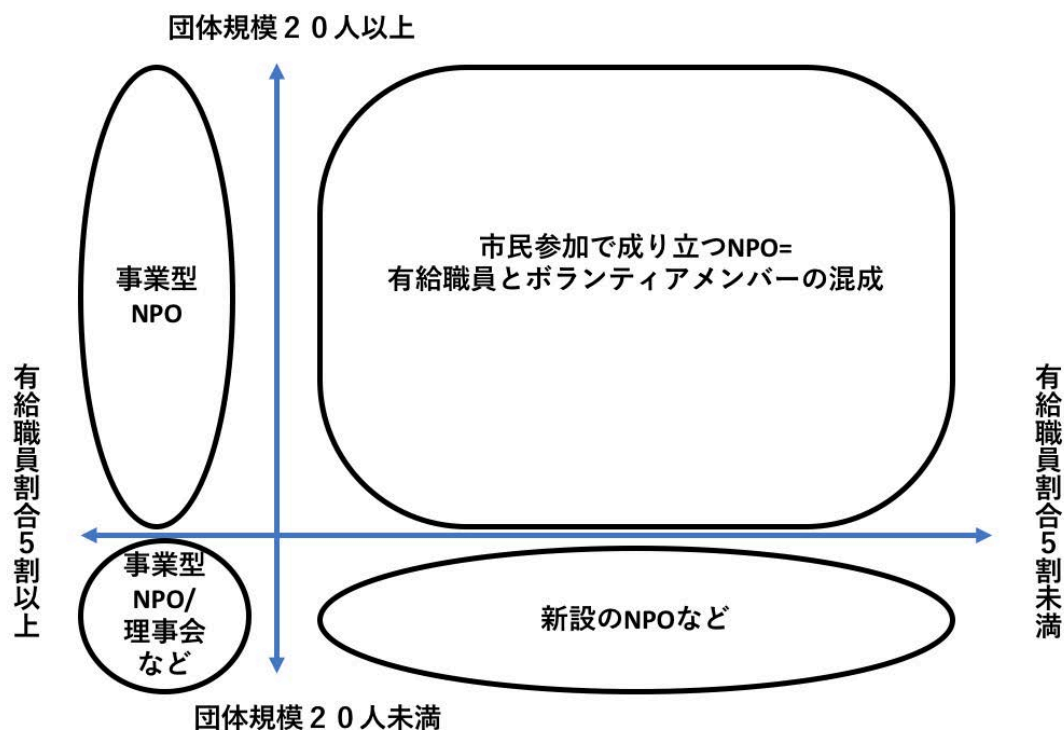 団体規模２０人以上
事業型
NPO
市民参加で成り立つNPO=
有給職員とボランティアメンバーの混成
有給職員割合５割以上
有給職員割合５割未満
事業型
NPO/
理事会
など
新設のNPOなど
団体規模２０人未満